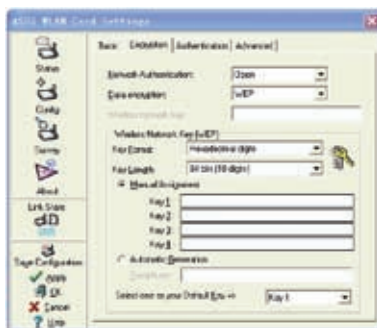 ASUS WLAN Card Settings
Status
Config
Survey
About
Link State
Save Configuration
Apply
OK
Cancel
Help
Basic Encryption Authentication Advanced
Network Authentication: Open
Data encryption: WEP
Wireless Network Key:
Wireless Network Key (WEP)
Key Format: Hexadecimal digits
Key Length: 64 bits (10 digits)
Manual Assignment
Key 1
Key 2
Key 3
Key 4
Automatic Generation
Select one as your Default Key => Key 1